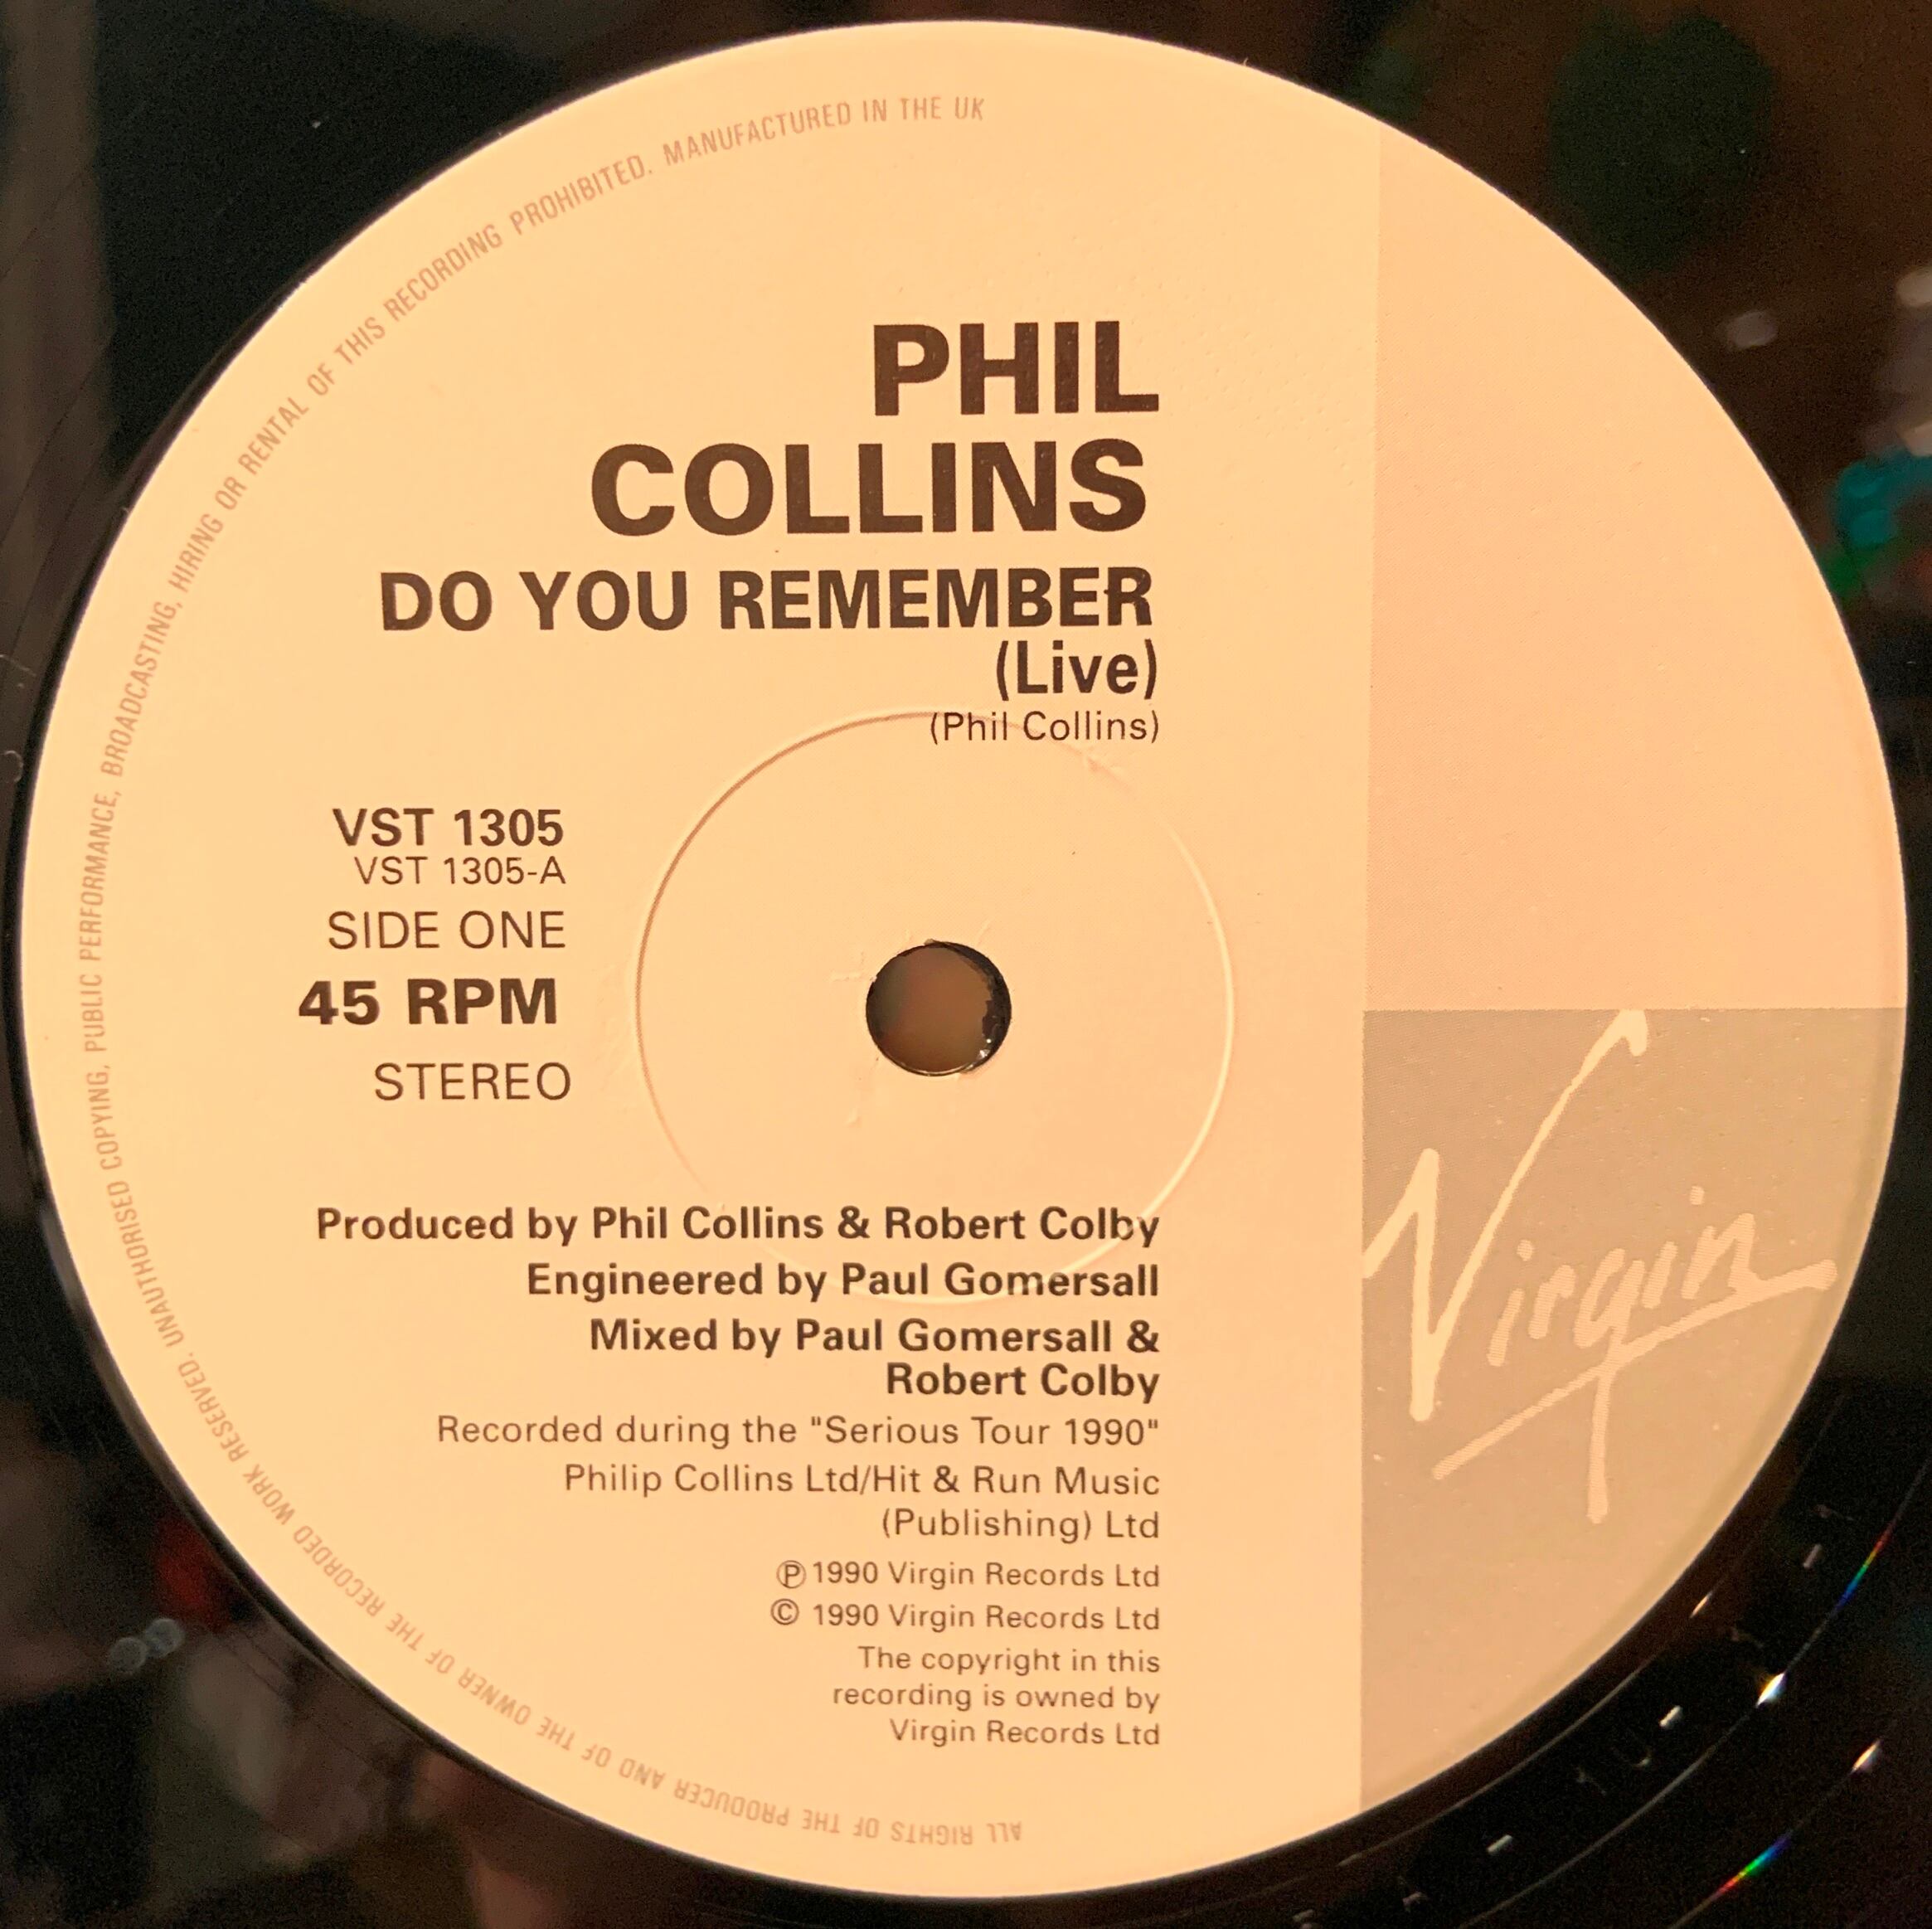 PHIL
COLLINS
DO YOU REMEMBER
(Live)
(Phil Collins)
VST 1305
VST 1305-A
SIDE ONE
45 RPM
STEREO
Produced by Phil Collins & Robert Colby
Engineered by Paul Gomersall
Mixed by Paul Gomersall &
Robert Colby
Recorded during the "Serious Tour 1990"
Philip Collins Ltd/Hit & Run Music
(Publishing) Ltd
℗1990 Virgin Records Ltd
© 1990 Virgin Records Ltd
The copyright in this
recording is owned by
Virgin Records Ltd
Virgin
ALL RIGHTS OF THE PRODUCER AND OF THE OWNER OF THE RECORDED WORK RESERVED. UNAUTHORISED COPYING, PUBLIC PERFORMANCE, BROADCASTING, HIRING OR RENTAL OF THIS RECORDING PROHIBITED. MANUFACTURED IN THE UK